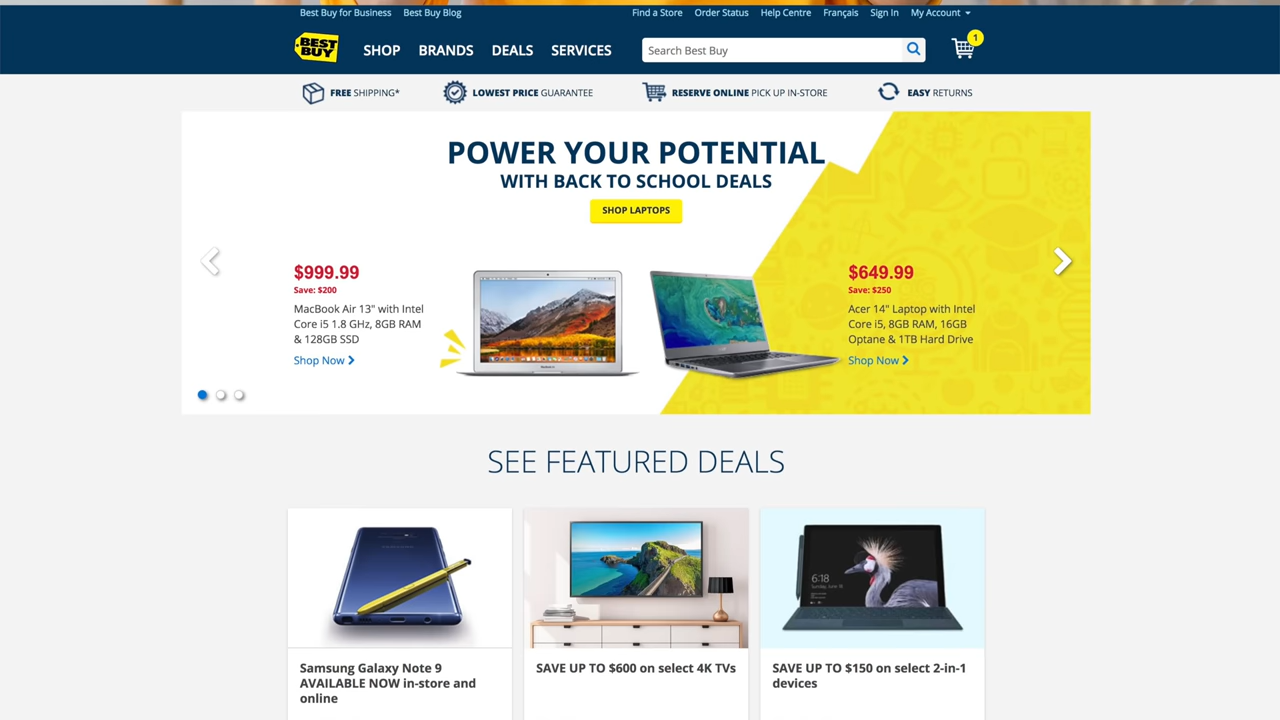 Best Buy for Business Best Buy Blog Find a Store Order Status Help Centre Français Sign In My Account
BEST BUY SHOP BRANDS DEALS SERVICES Search Best Buy 1
FREE SHIPPING* LOWEST PRICE GUARANTEE RESERVE ONLINE PICK UP IN-STORE EASY RETURNS
POWER YOUR POTENTIAL
WITH BACK TO SCHOOL DEALS
SHOP LAPTOPS
$999.99
Save: $200
MacBook Air 13" with Intel
Core i5 1.8 GHz, 8GB RAM
& 128GB SSD
Shop Now
$649.99
Save: $250
Acer 14" Laptop with Intel
Core i5, 8GB RAM, 16GB
Optane & 1TB Hard Drive
Shop Now
SEE FEATURED DEALS
6:18
Samsung Galaxy Note 9
AVAILABLE NOW in-store and
online
SAVE UP TO $600 on select 4K TVs
SAVE UP TO $150 on select 2-in-1
devices